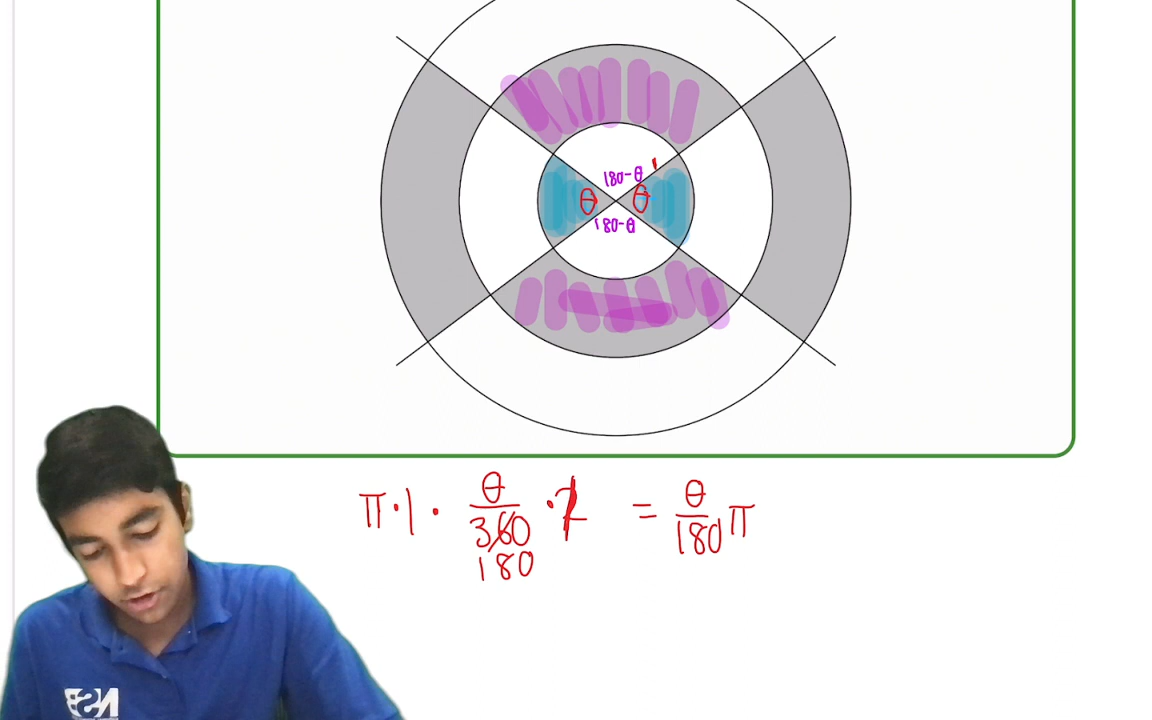 180-θ
θ θ
180-θ
π·1· θ/360 ·2 = θ/180 π
180